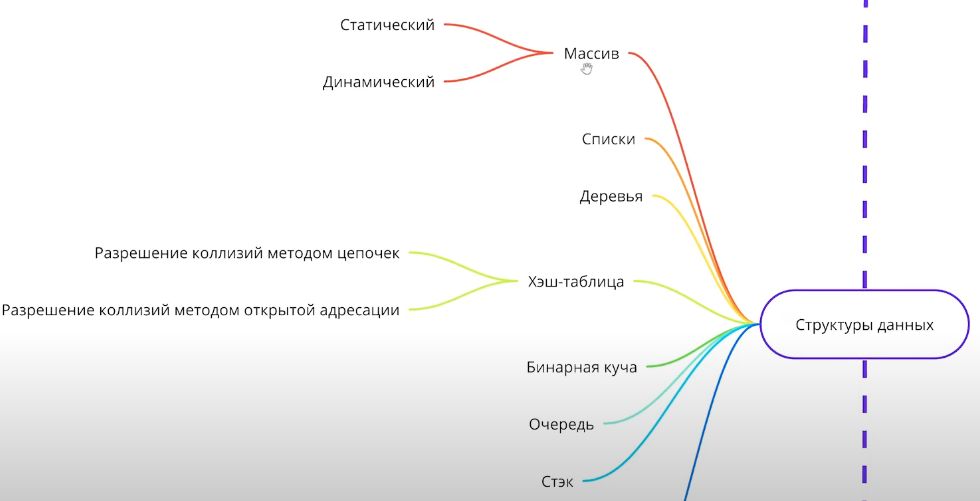 Статический
Массив
Динамический
Списки
Деревья
Разрешение коллизий методом цепочек
Хэш-таблица
Разрешение коллизий методом открытой адресации
Структуры данных
Бинарная куча
Очередь
Стэк